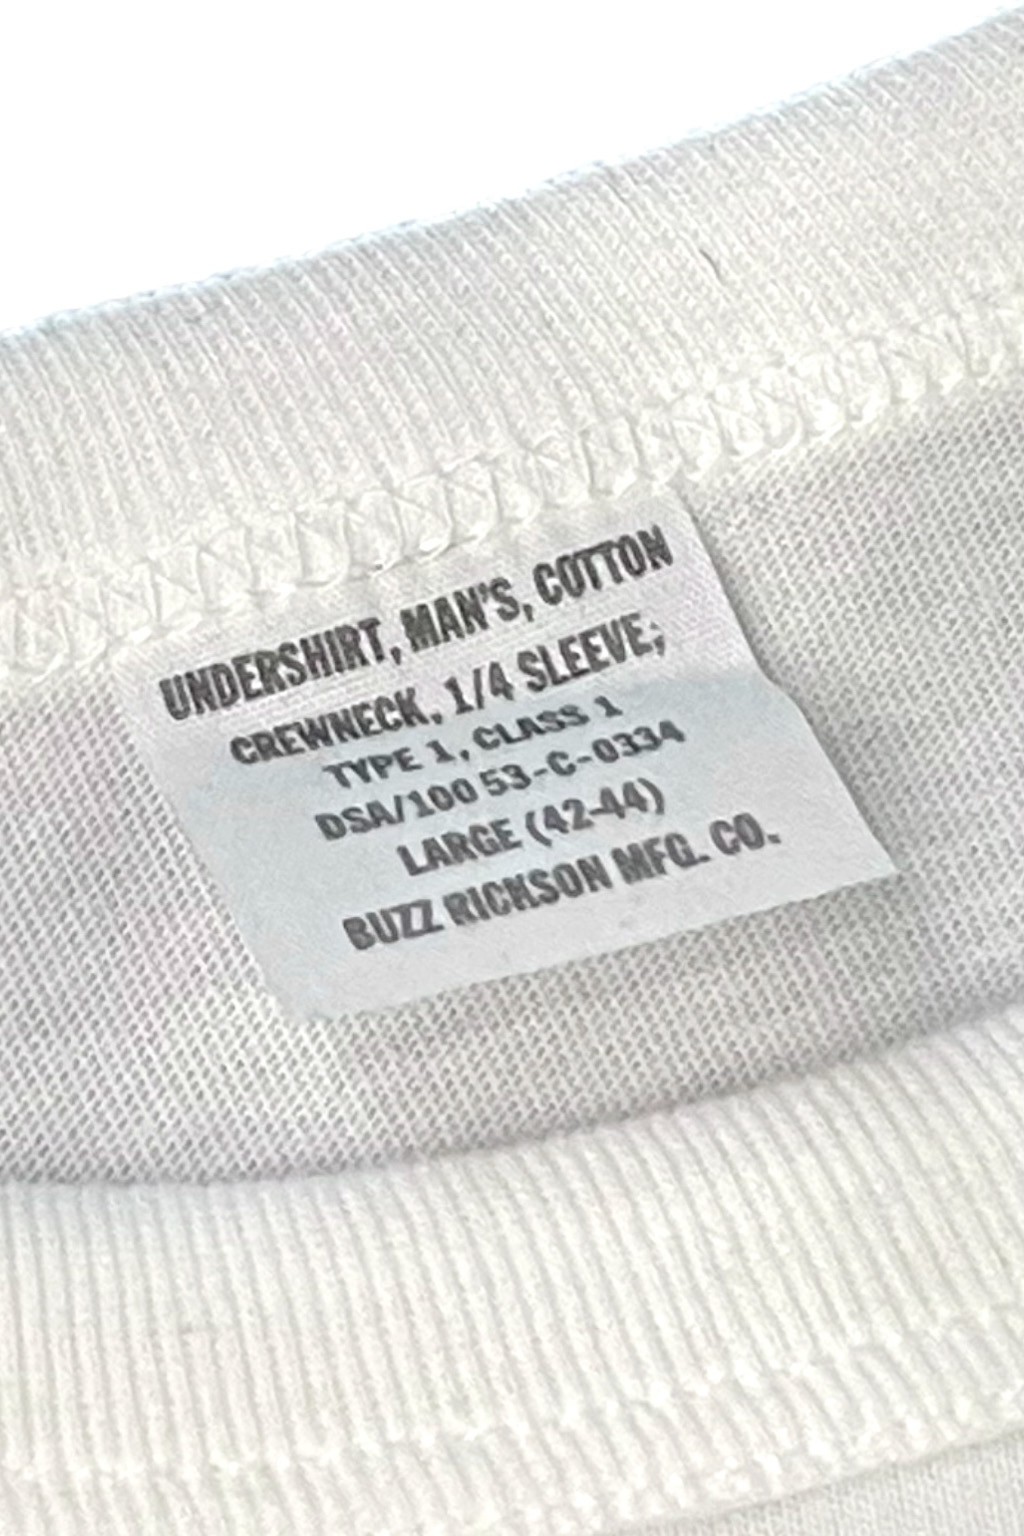 UNDERSHIRT, MAN'S, COTTON
CREWNECK, 1/4 SLEEVE;
TYPE 1, CLASS 1
DSA/100 53-C-0334
LARGE (42-44)
BUZZ RICKSON MFG. CO.